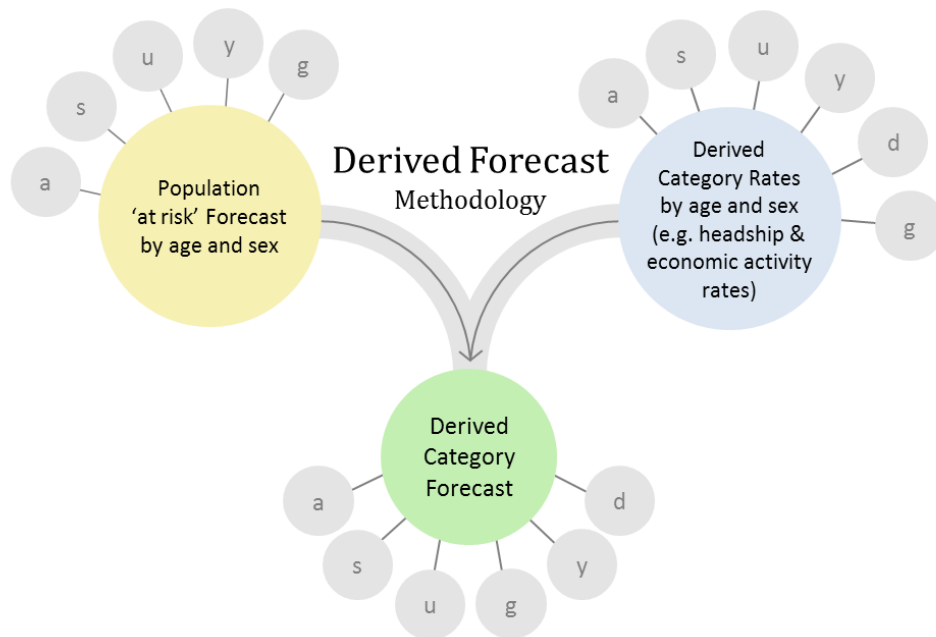 a
s
u
y
g
Population
‘at risk’ Forecast
by age and sex
Derived Forecast
Methodology
a
s
u
y
d
g
Derived
Category Rates
by age and sex
(e.g. headship &
economic activity
rates)
Derived
Category
Forecast
a
s
u
g
y
d